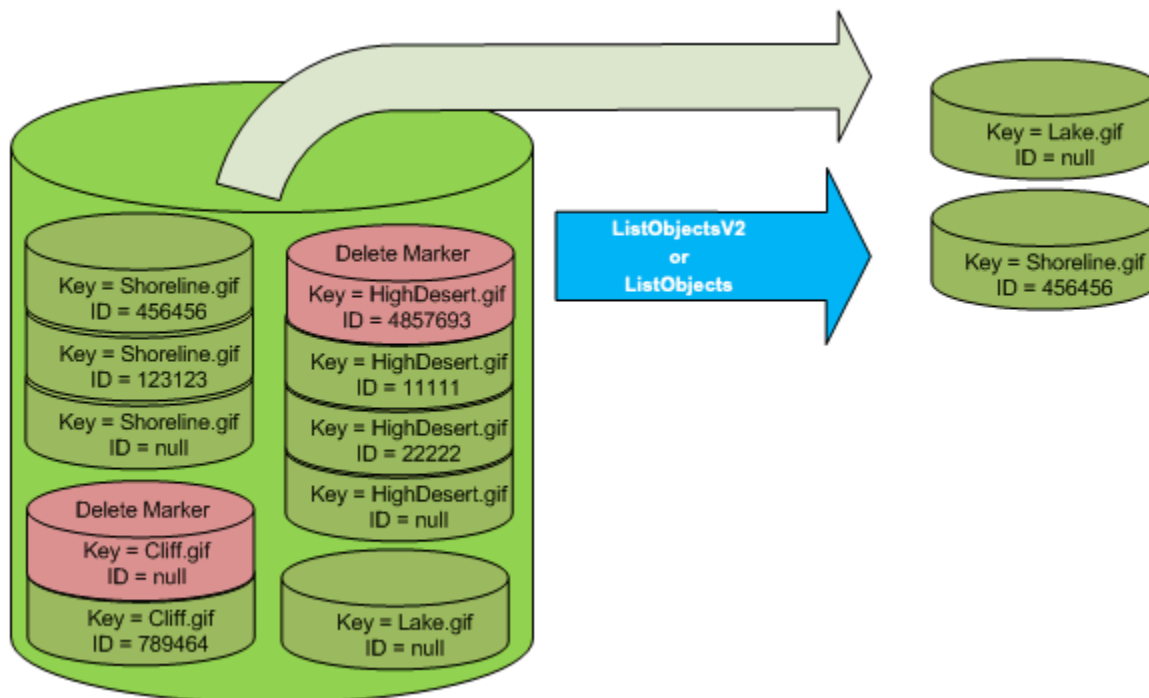 Key = Lake.gif
ID = null
Key = Shoreline.gif
ID = 456456
ListObjectsV2
or
ListObjects
Key = Shoreline.gif
ID = 456456
Key = Shoreline.gif
ID = 123123
Key = Shoreline.gif
ID = null
Delete Marker
Key = HighDesert.gif
ID = 4857693
Key = HighDesert.gif
ID = 11111
Key = HighDesert.gif
ID = 22222
Key = HighDesert.gif
ID = null
Delete Marker
Key = Cliff.gif
ID = null
Key = Cliff.gif
ID = 789464
Key = Lake.gif
ID = null